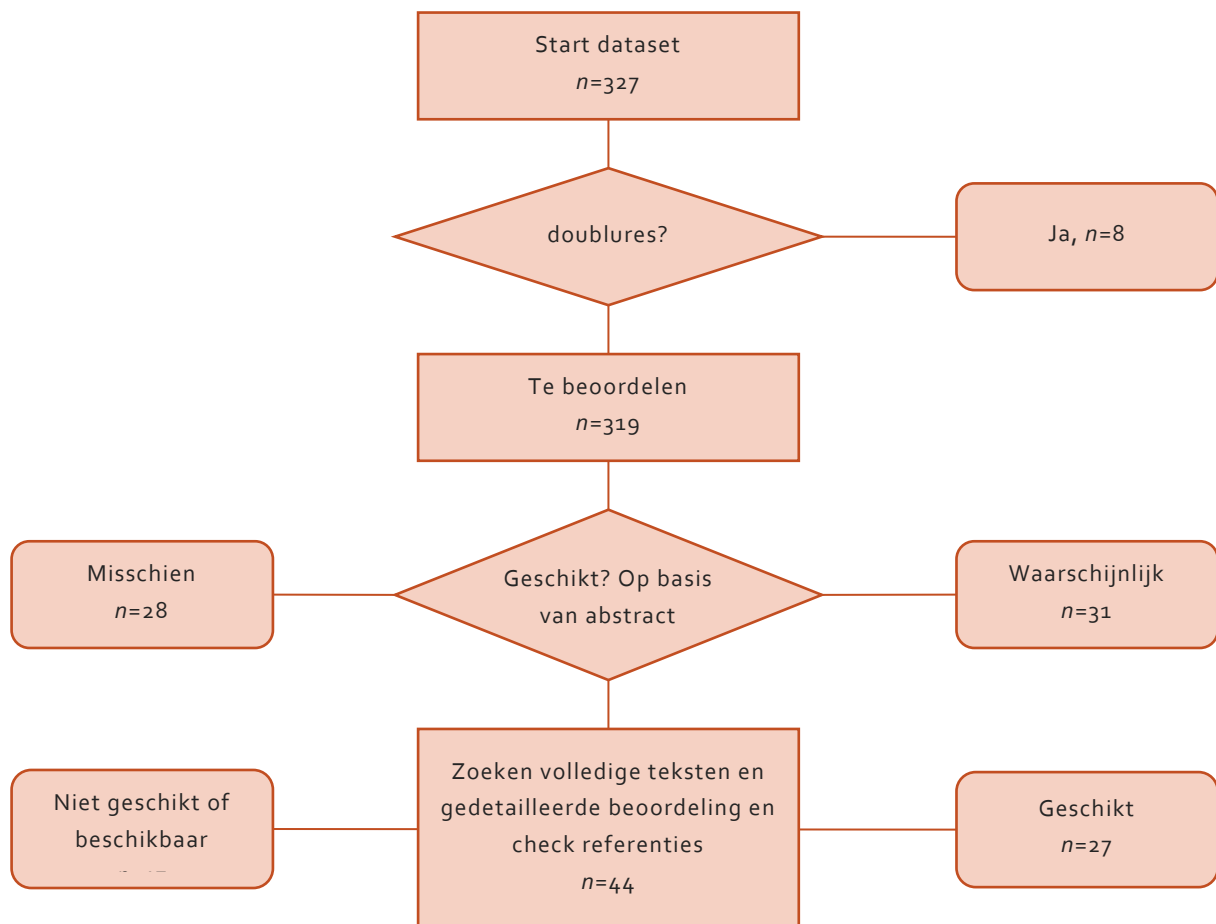 Start dataset
n=327
doublures?
Ja, n=8
Te beoordelen
n=319
Misschien
n=28
Geschikt? Op basis
van abstract
Waarschijnlijk
n=31
Niet geschikt of
beschikbaar
Zoeken volledige teksten en
gedetailleerde beoordeling en
check referenties
n=44
Geschikt
n=27